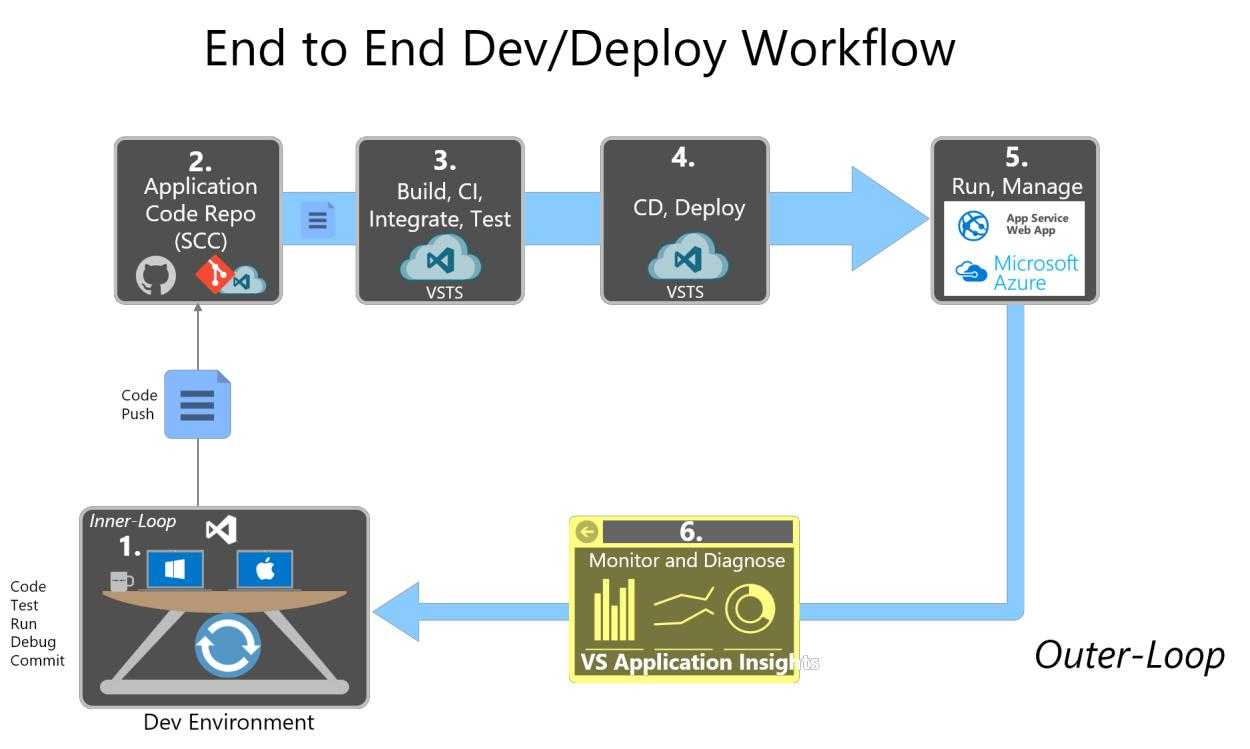 End to End Dev/Deploy Workflow
2.
Application
Code Repo
(SCC)
3.
Build, CI,
Integrate, Test
VSTS
4.
CD, Deploy
VSTS
5.
Run, Manage
App Service
Web App
Microsoft
Azure
Code
Push
Inner-Loop
1.
Code
Test
Run
Debug
Commit
Dev Environment
6.
Monitor and Diagnose
VS Application Insights
Outer-Loop